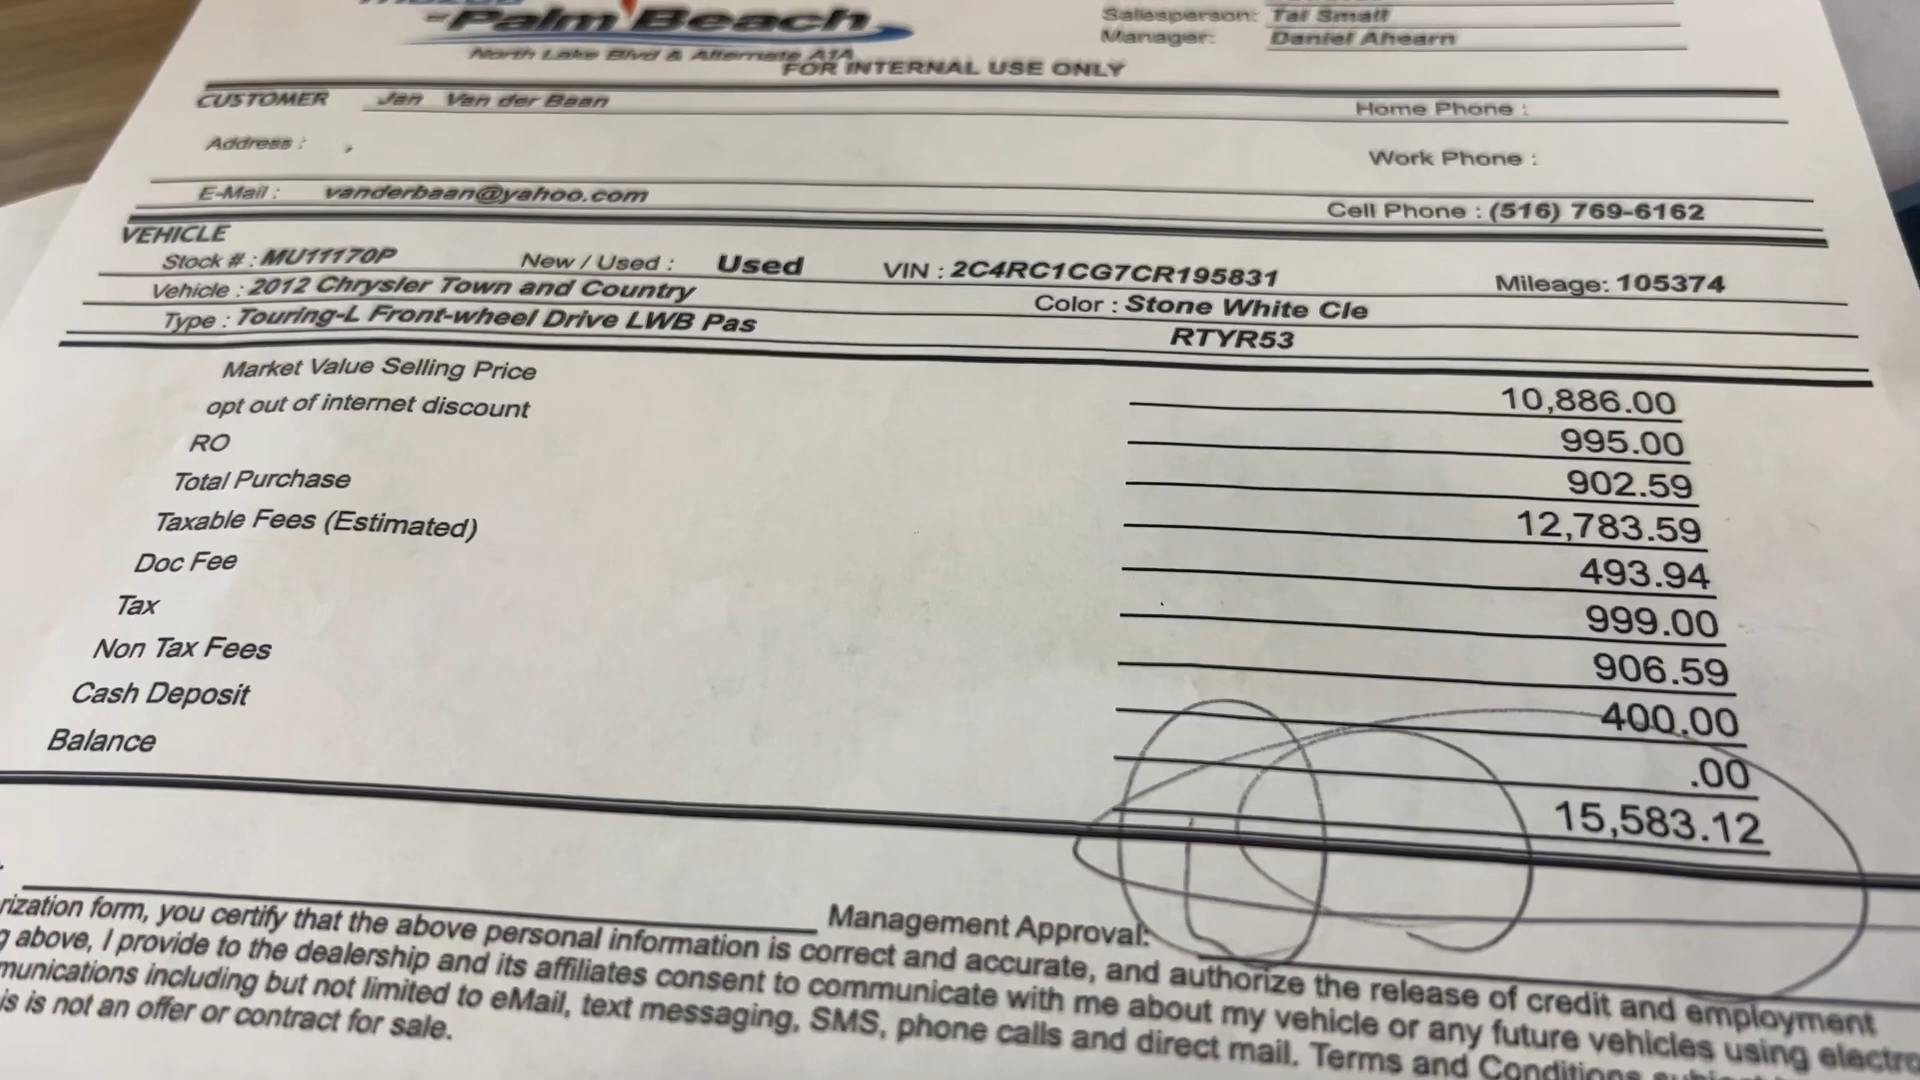 of Palm Beach
North Lake Blvd & Alternate A1A
Salesperson: Tal Small
Manager: Daniel Ahearn
FOR INTERNAL USE ONLY
CUSTOMER Jan Van der Baan
Home Phone :
Address : ,
Work Phone :
E-Mail : vanderbaan@yahoo.com
Cell Phone : (516) 769-6162
VEHICLE
Stock # : MU11170P New / Used : Used VIN : 2C4RC1CG7CR195831 Mileage: 105374
Vehicle : 2012 Chrysler Town and Country Color : Stone White Cle
Type : Touring-L Front-wheel Drive LWB Pas RTYR53
Market Value Selling Price 10,886.00
opt out of internet discount 995.00
RO 902.59
Total Purchase 12,783.59
Taxable Fees (Estimated) 493.94
Doc Fee 999.00
Tax 906.59
Non Tax Fees 400.00
Cash Deposit .00
Balance 15,583.12
Management Approval:
rization form, you certify that the above personal information is correct and accurate, and authorize the release of credit and employment
g above, I provide to the dealership and its affiliates consent to communicate with me about my vehicle or any future vehicles using electro
munications including but not limited to eMail, text messaging, SMS, phone calls and direct mail. Terms and Conditions
is is not an offer or contract for sale.